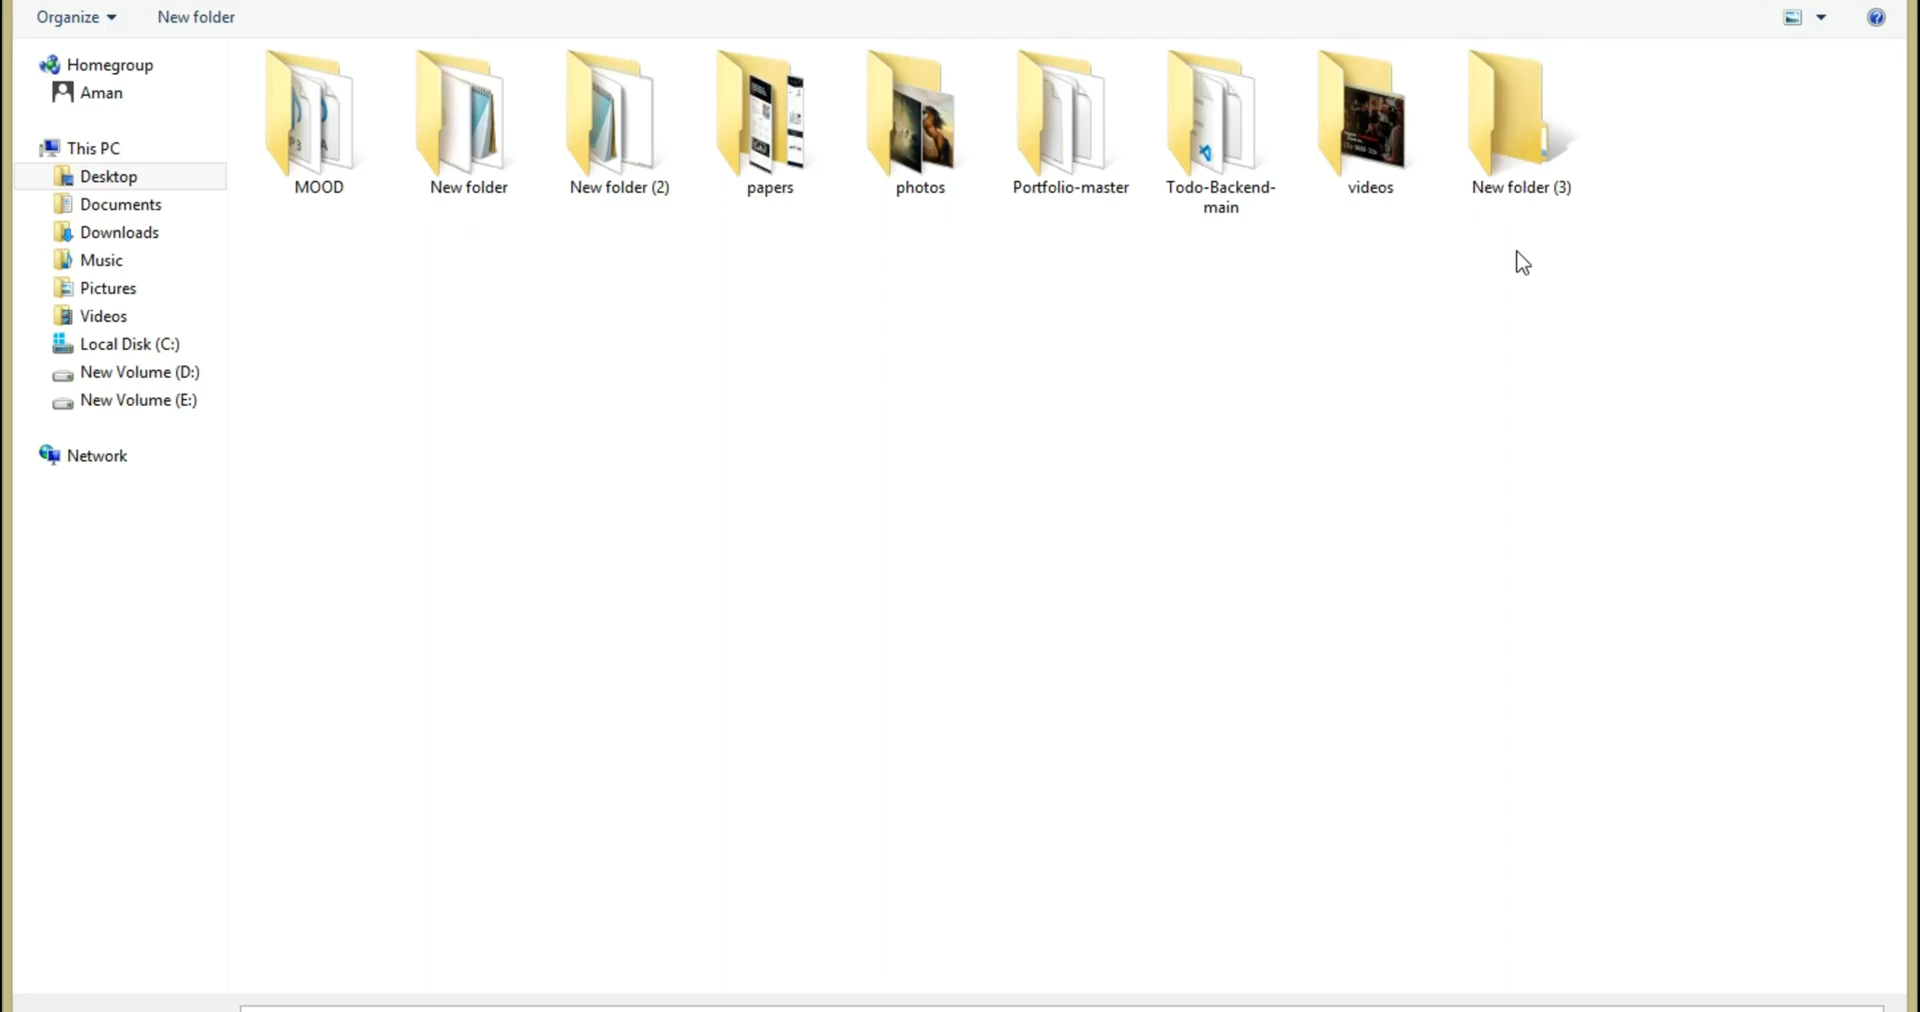 Organize New folder
Homegroup
Aman
This PC
Desktop
Documents
Downloads
Music
Pictures
Videos
Local Disk (C:)
New Volume (D:)
New Volume (E:)
Network
MOOD
New folder
New folder (2)
papers
photos
Portfolio-master
Todo-Backend-
main
videos
New folder (3)